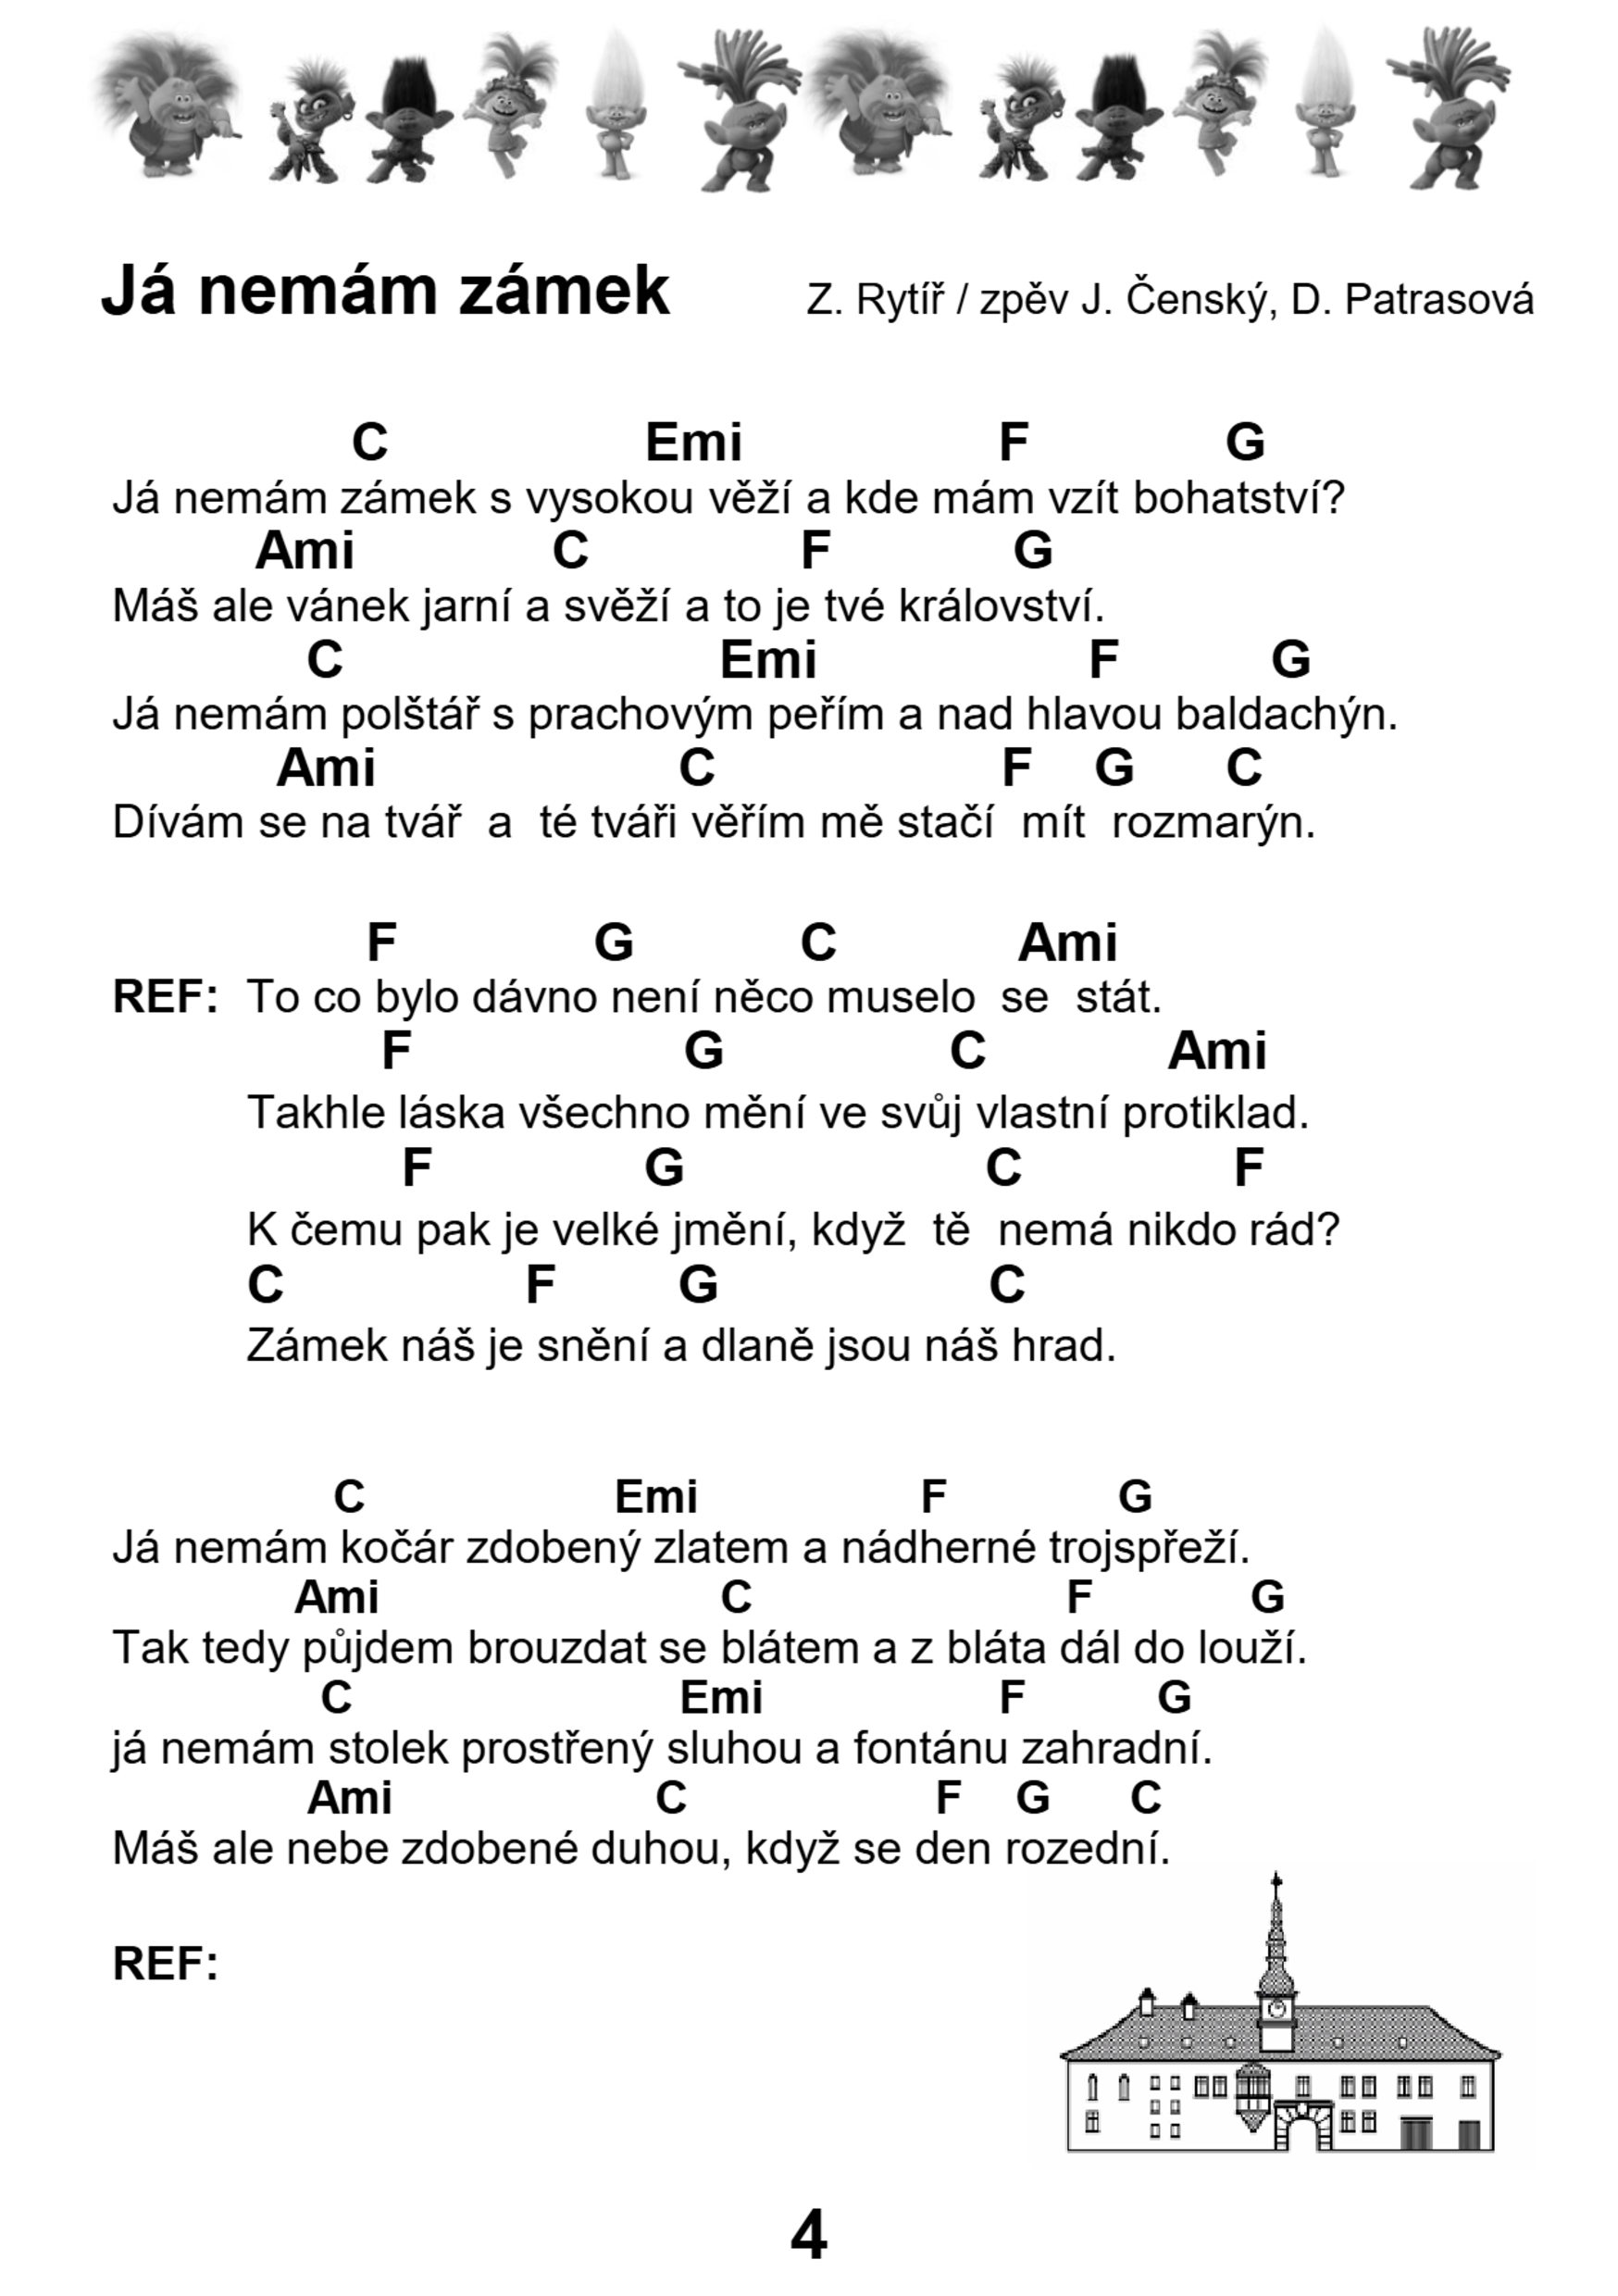 Já nemám zámek Z. Rytíř / zpěv J. Čenský, D. Patrasová
C Emi F G
Já nemám zámek s vysokou věží a kde mám vzít bohatství?
Ami C F G
Máš ale vánek jarní a svěží a to je tvé království.
C Emi F G
Já nemám polštář s prachovým peřím a nad hlavou baldachýn.
Ami C F G C
Dívám se na tvář a té tváři věřím mě stačí mít rozmarýn.
F G C Ami
REF: To co bylo dávno není něco muselo se stát.
F G C Ami
Takhle láska všechno mění ve svůj vlastní protiklad.
F G C F
K čemu pak je velké jmění, když tě nemá nikdo rád?
C F G C
Zámek náš je snění a dlaně jsou náš hrad.
C Emi F G
Já nemám kočár zdobený zlatem a nádherné trojspřeží.
Ami C F G
Tak tedy půjdem brouzdat se blátem a z bláta dál do louží.
C Emi F G
já nemám stolek prostřený sluhou a fontánu zahradní.
Ami C F G C
Máš ale nebe zdobené duhou, když se den rozední.
REF:
4